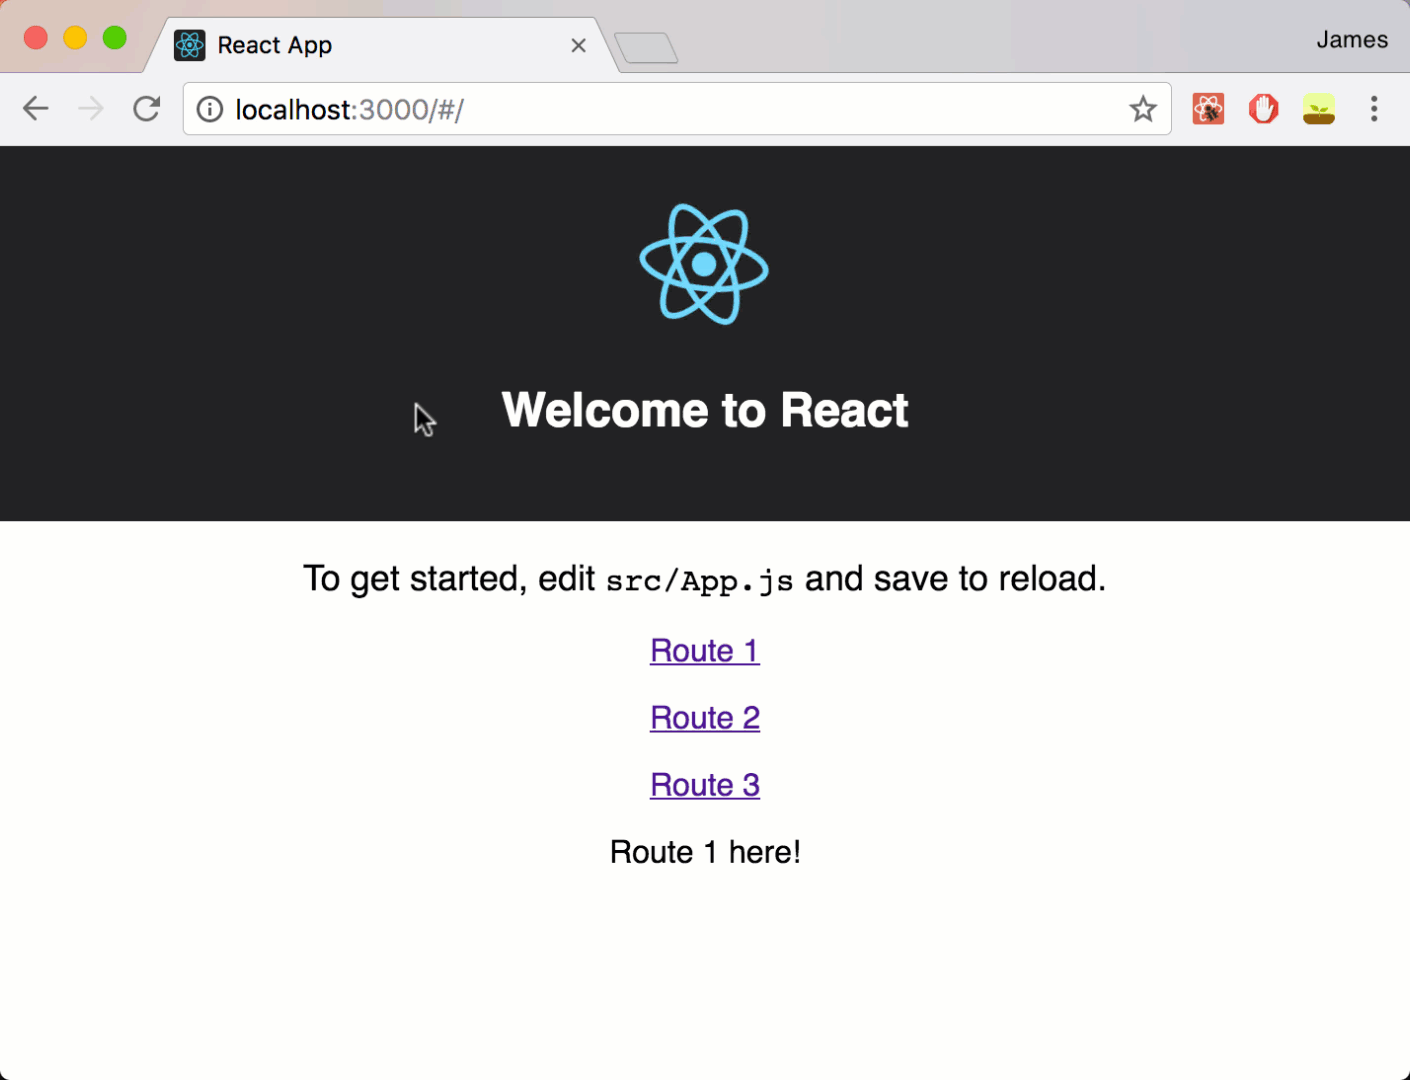 React App
James
localhost:3000/#/
Welcome to React
To get started, edit src/App.js and save to reload.
Route 1
Route 2
Route 3
Route 1 here!